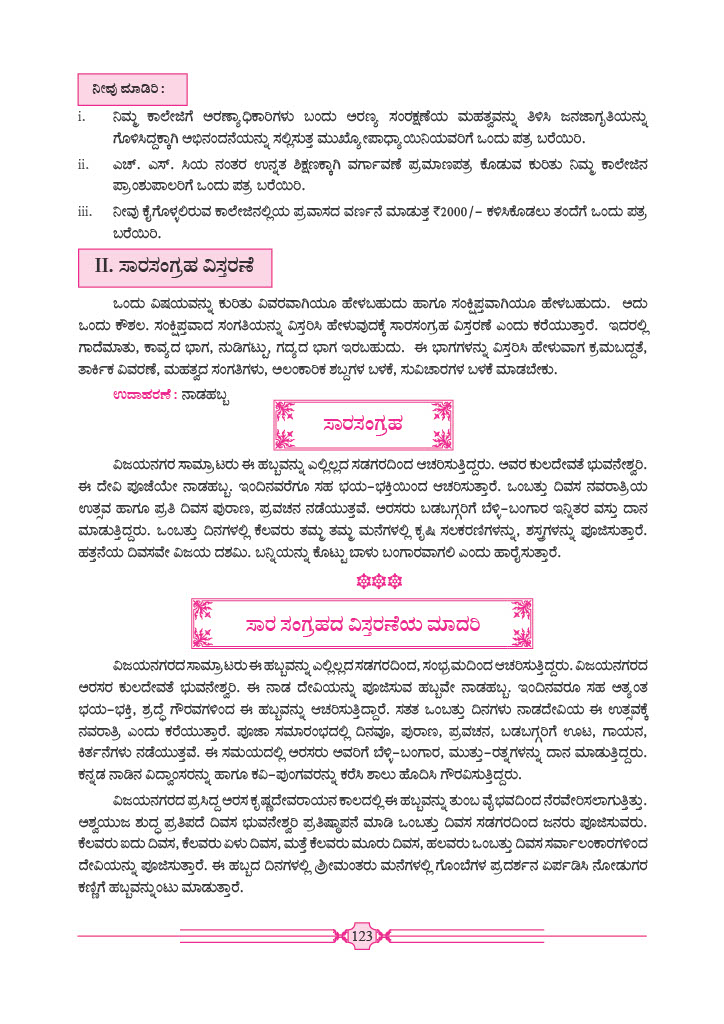 ನೀವು ಮಾಡಿರಿ :
i. ನಿಮ್ಮ ಕಾಲೇಜಿಗೆ ಅರಣ್ಯಾಧಿಕಾರಿಗಳು ಬಂದು ಅರಣ್ಯ ಸಂರಕ್ಷಣೆಯ ಮಹತ್ವವನ್ನು ತಿಳಿಸಿ ಜನಜಾಗೃತಿಯನ್ನು
ಗೊಳಿಸಿದ್ದಕ್ಕಾಗಿ ಅಭಿನಂದನೆಯನ್ನು ಸಲ್ಲಿಸುತ್ತ ಮುಖ್ಯೋಪಾಧ್ಯಾಯಿನಿಯವರಿಗೆ ಒಂದು ಪತ್ರ ಬರೆಯಿರಿ.
ii. ಎಚ್. ಎಸ್. ಸಿಯ ನಂತರ ಉನ್ನತ ಶಿಕ್ಷಣಕ್ಕಾಗಿ ವರ್ಗಾವಣೆ ಪ್ರಮಾಣಪತ್ರ ಕೊಡುವ ಕುರಿತು ನಿಮ್ಮ ಕಾಲೇಜಿನ
ಪ್ರಾಂಶುಪಾಲರಿಗೆ ಒಂದು ಪತ್ರ ಬರೆಯಿರಿ.
iii. ನೀವು ಕೈಗೊಳ್ಳಲಿರುವ ಕಾಲೇಜಿನಲ್ಲಿಯ ಪ್ರವಾಸದ ವರ್ಣನೆ ಮಾಡುತ್ತ ₹2000/- ಕಳಿಸಿಕೊಡಲು ತಂದೆಗೆ ಒಂದು ಪತ್ರ
ಬರೆಯಿರಿ.
II. ಸಾರಸಂಗ್ರಹ ವಿಸ್ತರಣೆ
ಒಂದು ವಿಷಯವನ್ನು ಕುರಿತು ವಿವರವಾಗಿಯೂ ಹೇಳಬಹುದು ಹಾಗೂ ಸಂಕ್ಷಿಪ್ತವಾಗಿಯೂ ಹೇಳಬಹುದು. ಅದು
ಒಂದು ಕೌಶಲ. ಸಂಕ್ಷಿಪ್ತವಾದ ಸಂಗತಿಯನ್ನು ವಿಸ್ತರಿಸಿ ಹೇಳುವುದಕ್ಕೆ ಸಾರಸಂಗ್ರಹ ವಿಸ್ತರಣೆ ಎಂದು ಕರೆಯುತ್ತಾರೆ. ಇದರಲ್ಲಿ
ಗಾದೆಮಾತು, ಕಾವ್ಯದ ಭಾಗ, ನುಡಿಗಟ್ಟು, ಗದ್ಯದ ಭಾಗ ಇರಬಹುದು. ಈ ಭಾಗಗಳನ್ನು ವಿಸ್ತರಿಸಿ ಹೇಳುವಾಗ ಕ್ರಮಬದ್ದತೆ,
ತಾರ್ಕಿಕ ವಿವರಣೆ, ಮಹತ್ವದ ಸಂಗತಿಗಳು, ಅಲಂಕಾರಿಕ ಶಬ್ದಗಳ ಬಳಕೆ, ಸುವಿಚಾರಗಳ ಬಳಕೆ ಮಾಡಬೇಕು.
ಉದಾಹರಣೆ : ನಾಡಹಬ್ಬ
ಸಾರಸಂಗ್ರಹ
ವಿಜಯನಗರ ಸಾಮ್ರಾಟರು ಈ ಹಬ್ಬವನ್ನು ಎಲ್ಲಿಲ್ಲದ ಸಡಗರದಿಂದ ಆಚರಿಸುತ್ತಿದ್ದರು. ಅವರ ಕುಲದೇವತೆ ಭುವನೇಶ್ವರಿ.
ಈ ದೇವಿ ಪೂಜೆಯೇ ನಾಡಹಬ್ಬ. ಇಂದಿನವರೆಗೂ ಸಹ ಭಯ-ಭಕ್ತಿಯಿಂದ ಆಚರಿಸುತ್ತಾರೆ. ಒಂಬತ್ತು ದಿವಸ ನವರಾತ್ರಿಯ
ಉತ್ಸವ ಹಾಗೂ ಪ್ರತಿ ದಿವಸ ಪುರಾಣ, ಪ್ರವಚನ ನಡೆಯುತ್ತವೆ. ಅರಸರು ಬಡಬಗ್ಗರಿಗೆ ಬೆಳ್ಳಿ-ಬಂಗಾರ ಇನ್ನಿತರ ವಸ್ತು ದಾನ
ಮಾಡುತ್ತಿದ್ದರು. ಒಂಬತ್ತು ದಿನಗಳಲ್ಲಿ ಕೆಲವರು ತಮ್ಮ ತಮ್ಮ ಮನೆಗಳಲ್ಲಿ ಕೃಷಿ ಸಲಕರಣೆಗಳನ್ನು, ಶಸ್ತ್ರಗಳನ್ನು ಪೂಜಿಸುತ್ತಾರೆ.
ಹತ್ತನೆಯ ದಿವಸವೇ ವಿಜಯ ದಶಮಿ. ಬನ್ನಿಯನ್ನು ಕೊಟ್ಟು ಬಾಳು ಬಂಗಾರವಾಗಲಿ ಎಂದು ಹಾರೈಸುತ್ತಾರೆ.
ಸಾರ ಸಂಗ್ರಹದ ವಿಸ್ತರಣೆಯ ಮಾದರಿ
ವಿಜಯನಗರದ ಸಾಮ್ರಾಟರು ಈ ಹಬ್ಬವನ್ನು ಎಲ್ಲಿಲ್ಲದ ಸಡಗರದಿಂದ, ಸಂಭ್ರಮದಿಂದ ಆಚರಿಸುತ್ತಿದ್ದರು. ವಿಜಯನಗರದ
ಅರಸರ ಕುಲದೇವತೆ ಭುವನೇಶ್ವರಿ. ಈ ನಾಡ ದೇವಿಯನ್ನು ಪೂಜಿಸುವ ಹಬ್ಬವೇ ನಾಡಹಬ್ಬ. ಇಂದಿನವರೂ ಸಹ ಅತ್ಯಂತ
ಭಯ-ಭಕ್ತಿ, ಶ್ರದ್ಧೆ ಗೌರವಗಳಿಂದ ಈ ಹಬ್ಬವನ್ನು ಆಚರಿಸುತ್ತಿದ್ದಾರೆ. ಸತತ ಒಂಬತ್ತು ದಿನಗಳು ನಾಡದೇವಿಯ ಈ ಉತ್ಸವಕ್ಕೆ
ನವರಾತ್ರಿ ಎಂದು ಕರೆಯುತ್ತಾರೆ. ಪೂಜಾ ಸಮಾರಂಭದಲ್ಲಿ ದಿನವೂ, ಪುರಾಣ, ಪ್ರವಚನ, ಬಡಬಗ್ಗರಿಗೆ ಊಟ, ಗಾಯನ,
ಕಿರ್ತನೆಗಳು ನಡೆಯುತ್ತವೆ. ಈ ಸಮಯದಲ್ಲಿ ಅರಸರು ಅವರಿಗೆ ಬೆಳ್ಳಿ-ಬಂಗಾರ, ಮುತ್ತು-ರತ್ನಗಳನ್ನು ದಾನ ಮಾಡುತ್ತಿದ್ದರು.
ಕನ್ನಡ ನಾಡಿನ ವಿದ್ವಾಂಸರನ್ನು ಹಾಗೂ ಕವಿ-ಪುಂಗವರನ್ನು ಕರೆಸಿ ಶಾಲು ಹೊದಿಸಿ ಗೌರವಿಸುತ್ತಿದ್ದರು.
ವಿಜಯನಗರದ ಪ್ರಸಿದ್ದ ಅರಸ ಕೃಷ್ಣದೇವರಾಯನ ಕಾಲದಲ್ಲಿ ಈ ಹಬ್ಬವನ್ನು ತುಂಬ ವೈಭವದಿಂದ ನೆರವೇರಿಸಲಾಗುತ್ತಿತ್ತು.
ಆಶ್ವಯುಜ ಶುದ್ಧ ಪ್ರತಿಪದೆ ದಿವಸ ಭುವನೇಶ್ವರಿ ಪ್ರತಿಷ್ಠಾಪನೆ ಮಾಡಿ ಒಂಬತ್ತು ದಿವಸ ಸಡಗರದಿಂದ ಜನರು ಪೂಜಿಸುವರು.
ಕೆಲವರು ಐದು ದಿವಸ, ಕೆಲವರು ಏಳು ದಿವಸ, ಮತ್ತೆ ಕೆಲವರು ಮೂರು ದಿವಸ, ಹಲವರು ಒಂಬತ್ತು ದಿವಸ ಸರ್ವಾಲಂಕಾರಗಳಿಂದ
ದೇವಿಯನ್ನು ಪೂಜಿಸುತ್ತಾರೆ. ಈ ಹಬ್ಬದ ದಿನಗಳಲ್ಲಿ ಶ್ರೀಮಂತರು ಮನೆಗಳಲ್ಲಿ ಗೊಂಬೆಗಳ ಪ್ರದರ್ಶನ ಏರ್ಪಡಿಸಿ ನೋಡುಗರ
ಕಣ್ಣಿಗೆ ಹಬ್ಬವನ್ನುಂಟು ಮಾಡುತ್ತಾರೆ.
123